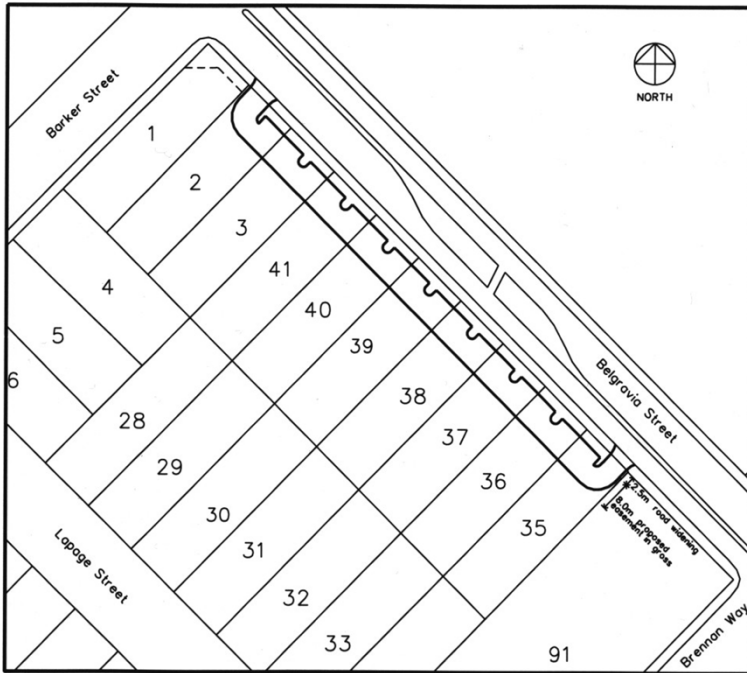 Barker Street
NORTH
1
2
3
4
41
5
40
6
39
38
28
37
29
36
30
35
31
32
33
91
Belgravia Street
2.5m road widening
8.0m proposed
easement in gross
Lapage Street
Brennan Way